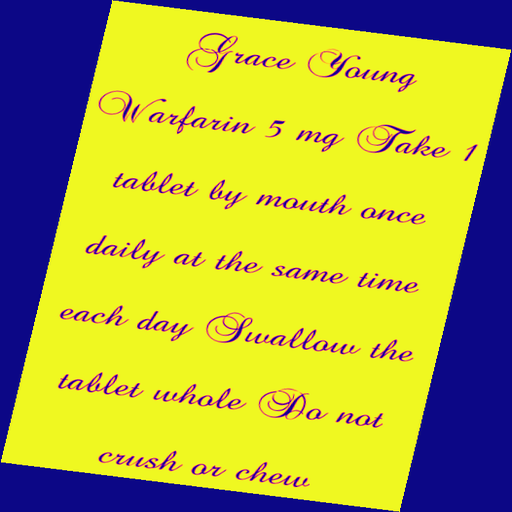 Grace Young
Warfarin 5 mg Take 1
tablet by mouth once
daily at the same time
each day Swallow the
tablet whole Do not
crush or chew